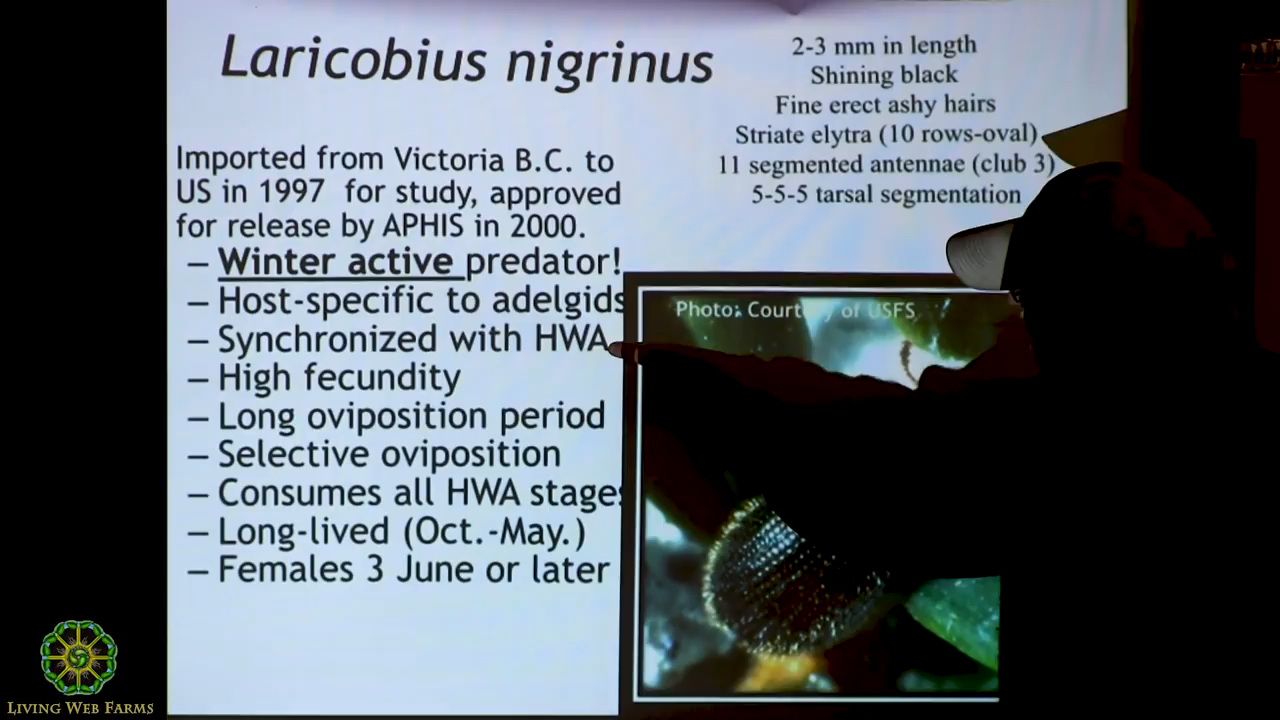 Laricobius nigrinus
2-3 mm in length
Shining black
Fine erect ashy hairs
Striate elytra (10 rows-oval)
11 segmented antennae (club 3)
5-5-5 tarsal segmentation
Imported from Victoria B.C. to
US in 1997 for study, approved
for release by APHIS in 2000.
– Winter active predator!
– Host-specific to adelgids
– Synchronized with HWA
– High fecundity
– Long oviposition period
– Selective oviposition
– Consumes all HWA stages
– Long-lived (Oct.-May.)
– Females 3 June or later
Photo: Courtesy of USFS
LIVING WEB FARMS